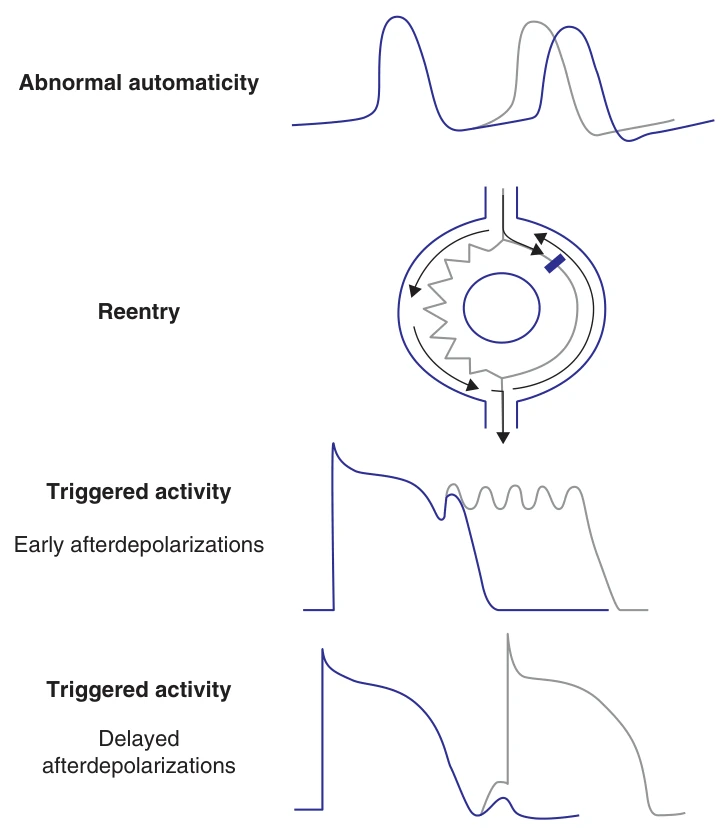 Abnormal automaticity
Reentry
Triggered activity
Early afterdepolarizations
Triggered activity
Delayed
afterdepolarizations